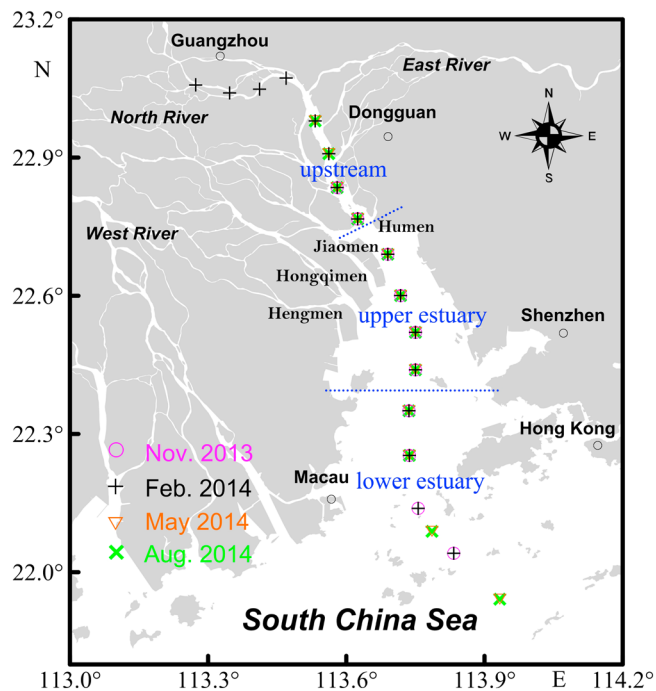 23.2°
Guangzhou
East River
N
N
North River
Dongguan
W
E
S
22.9°
upstream
West River
Humen
Jiaomen
Hongqimen
22.6°
Hengmen
upper estuary
Shenzhen
22.3°
Hong Kong
Nov. 2013
Macau
lower estuary
Feb. 2014
May 2014
Aug. 2014
22.0°
South China Sea
113.0°
113.3°
113.6°
113.9°
E
114.2°